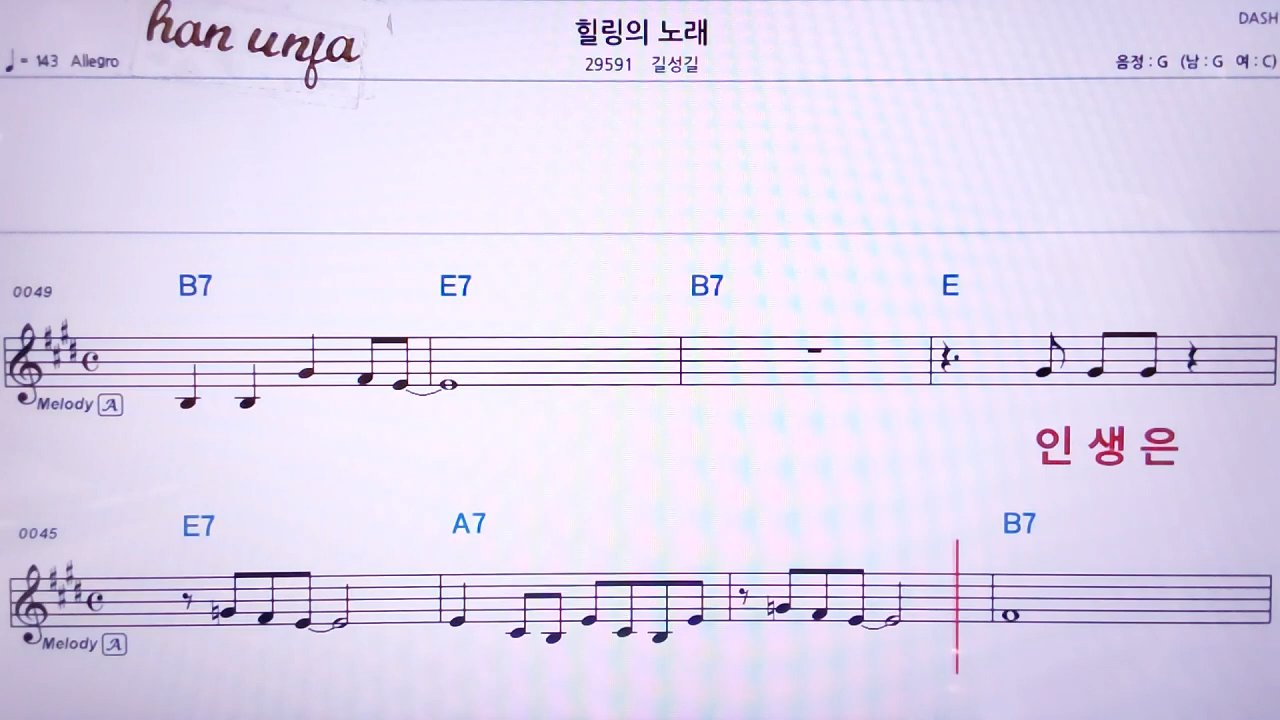 han unja
힐링의 노래
DASH
♩= 143 Allegro
29591 길성길
음정 : G (남 : G 여 : C)
B7 E7 B7 E
0049
Melody A
인 생 은
E7 A7 B7
0045
Melody A